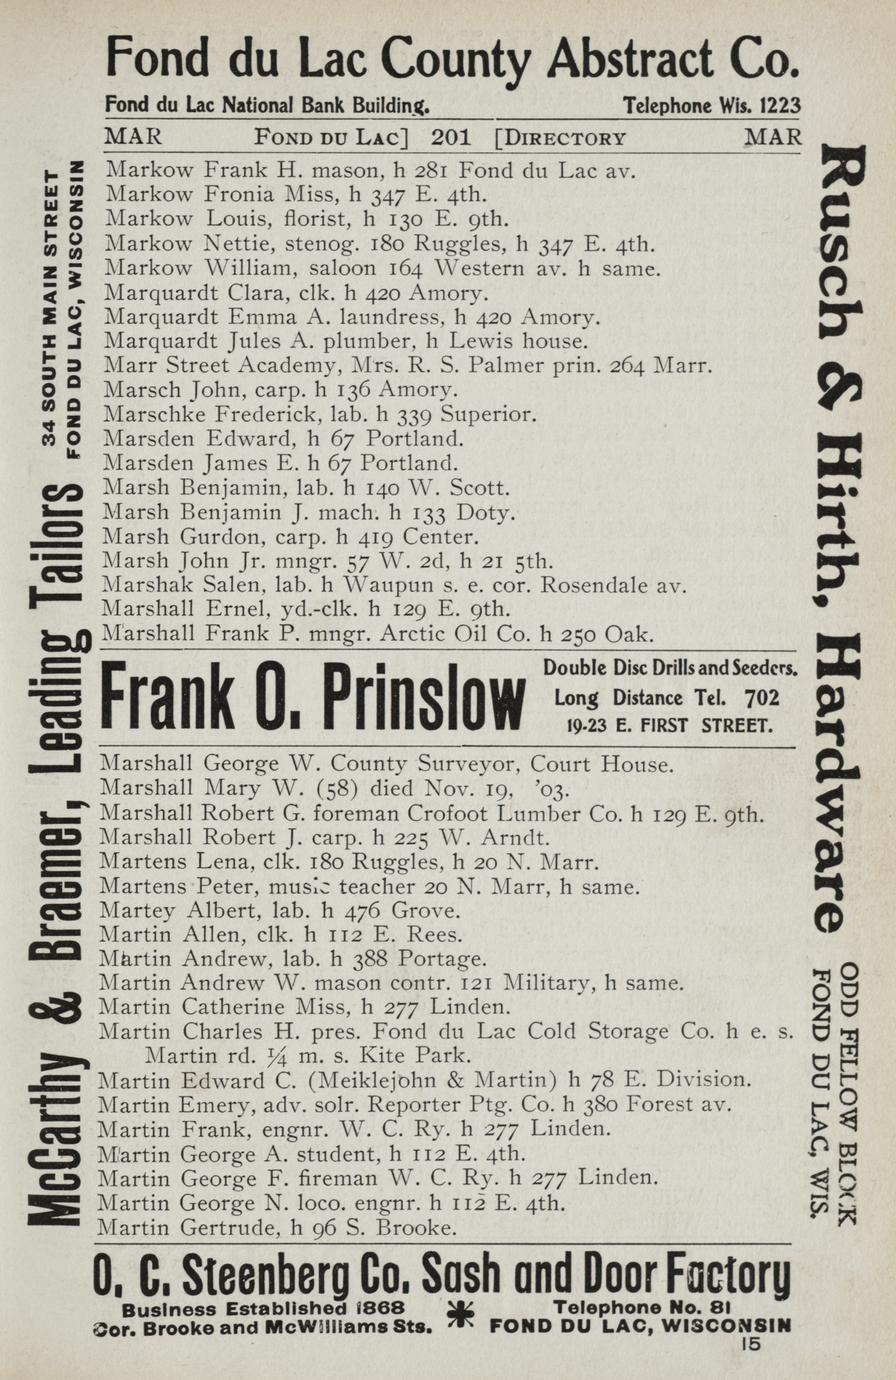 Fond du Lac County Abstract Co.
Fond du Lac National Bank Building. Telephone Wis. 1223
MAR FOND DU LAC] 201 [DIRECTORY MAR
Markow Frank H. mason, h 281 Fond du Lac av.
Markow Fronia Miss, h 347 E. 4th.
Markow Louis, florist, h 130 E. 9th.
Markow Nettie, stenog. 180 Ruggles, h 347 E. 4th.
Markow William, saloon 164 Western av. h same.
Marquardt Clara, clk. h 420 Amory.
Marquardt Emma A. laundress, h 420 Amory.
Marquardt Jules A. plumber, h Lewis house.
Marr Street Academy, Mrs. R. S. Palmer prin. 264 Marr.
Marsch John, carp. h 136 Amory.
Marschke Frederick, lab. h 339 Superior.
Marsden Edward, h 67 Portland.
Marsden James E. h 67 Portland.
Marsh Benjamin, lab. h 140 W. Scott.
Marsh Benjamin J. mach. h 133 Doty.
Marsh Gurdon, carp. h 419 Center.
Marsh John Jr. mngr. 57 W. 2d, h 21 5th.
Marshak Salen, lab. h Waupun s. e. cor. Rosendale av.
Marshall Ernel, yd.-clk. h 129 E. 9th.
Marshall Frank P. mngr. Arctic Oil Co. h 250 Oak.
Frank O. Prinslow
Double Disc Drills and Seeders.
Long Distance Tel. 702
19-23 E. FIRST STREET.
Marshall George W. County Surveyor, Court House.
Marshall Mary W. (58) died Nov. 19, '03.
Marshall Robert G. foreman Crofoot Lumber Co. h 129 E. 9th.
Marshall Robert J. carp. h 225 W. Arndt.
Martens Lena, clk. 180 Ruggles, h 20 N. Marr.
Martens Peter, music teacher 20 N. Marr, h same.
Martey Albert, lab. h 476 Grove.
Martin Allen, clk. h 112 E. Rees.
Martin Andrew, lab. h 388 Portage.
Martin Andrew W. mason contr. 121 Military, h same.
Martin Catherine Miss, h 277 Linden.
Martin Charles H. pres. Fond du Lac Cold Storage Co. h e. s.
Martin rd. ¼ m. s. Kite Park.
Martin Edward C. (Meiklejohn & Martin) h 78 E. Division.
Martin Emery, adv. solr. Reporter Ptg. Co. h 380 Forest av.
Martin Frank, engnr. W. C. Ry. h 277 Linden.
Martin George A. student, h 112 E. 4th.
Martin George F. fireman W. C. Ry. h 277 Linden.
Martin George N. loco. engnr. h 112 E. 4th.
Martin Gertrude, h 96 S. Brooke.
O. C. Steenberg Co. Sash and Door Factory
Business Established 1868 * Telephone No. 81
Cor. Brooke and McWilliams Sts. FOND DU LAC, WISCONSIN
15
McCarthy & Braemer, Leading Tailors
34 SOUTH MAIN STREET
FOND DU LAC, WISCONSIN
Rusch & Hirth, Hardware
ODD FELLOW BLOCK
FOND DU LAC, WIS.